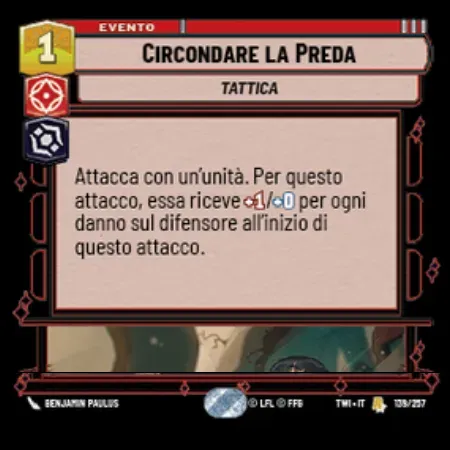 EVENTO
1
CIRCONDARE LA PREDA
TATTICA
Attacca con un'unità. Per questo
attacco, essa riceve +1/+0 per ogni
danno sul difensore all'inizio di
questo attacco.
BENJAMIN PAULUS
© LFL © FFG
TWI • IT
139/257